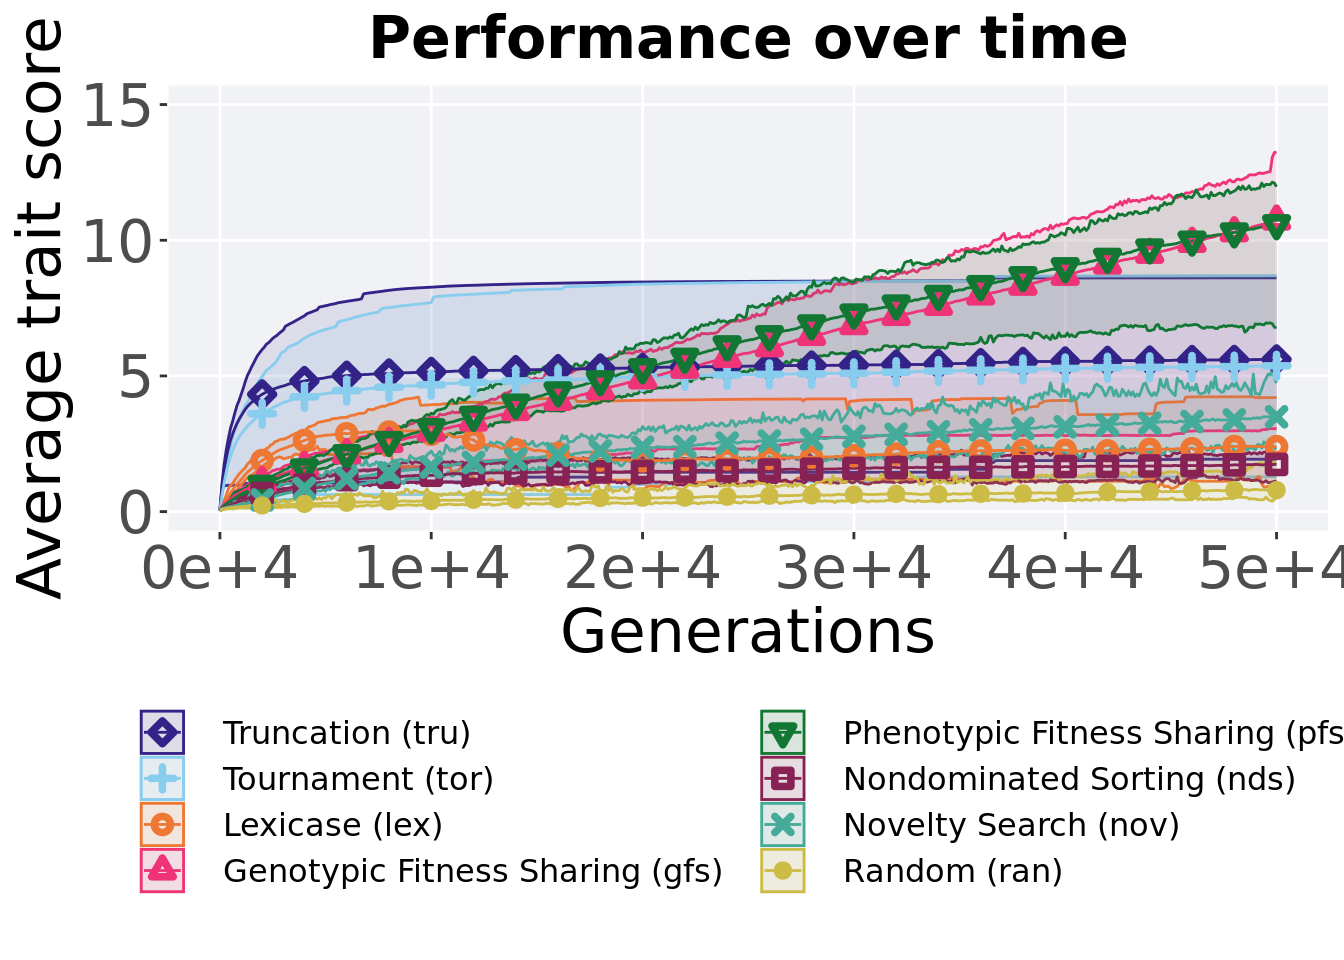 Performance over time
Average trait score
15
10
5
0
0e+4 1e+4 2e+4 3e+4 4e+4 5e+4
Generations
Truncation (tru)
Tournament (tor)
Lexicase (lex)
Genotypic Fitness Sharing (gfs)
Phenotypic Fitness Sharing (pfs
Nondominated Sorting (nds)
Novelty Search (nov)
Random (ran)